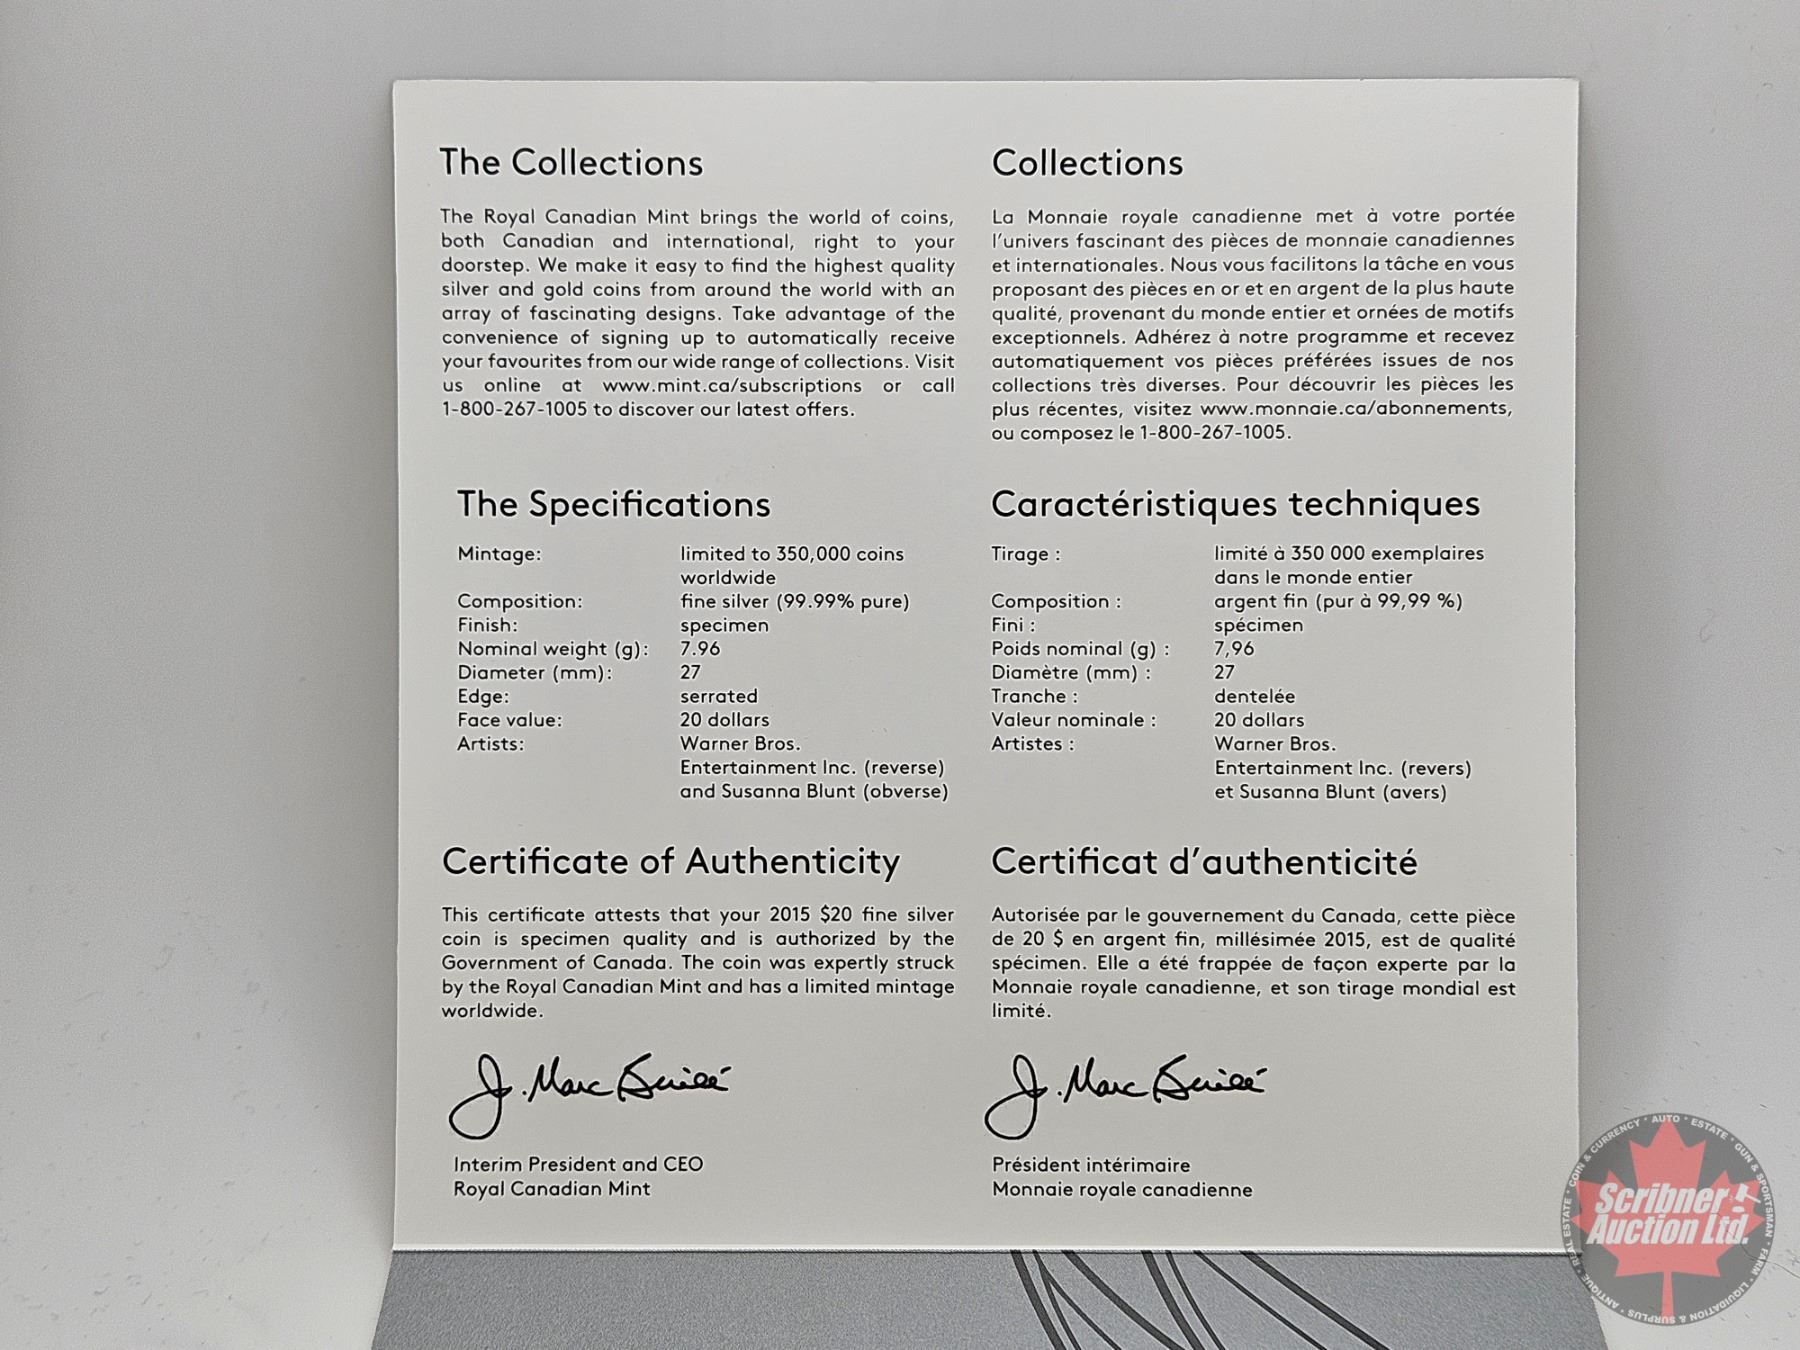 The Collections
The Royal Canadian Mint brings the world of coins,
both Canadian and international, right to your
doorstep. We make it easy to find the highest quality
silver and gold coins from around the world with an
array of fascinating designs. Take advantage of the
convenience of signing up to automatically receive
your favourites from our wide range of collections. Visit
us online at www.mint.ca/subscriptions or call
1-800-267-1005 to discover our latest offers.
Collections
La Monnaie royale canadienne met à votre portée
l'univers fascinant des pièces de monnaie canadiennes
et internationales. Nous vous facilitons la tâche en vous
proposant des pièces en or et en argent de la plus haute
qualité, provenant du monde entier et ornées de motifs
exceptionnels. Adhérez à notre programme et recevez
automatiquement vos pièces préférées issues de nos
collections très diverses. Pour découvrir les pièces les
plus récentes, visitez www.monnaie.ca/abonnements,
ou composez le 1-800-267-1005.
The Specifications
Mintage: limited to 350,000 coins
worldwide
Composition: fine silver (99.99% pure)
Finish: specimen
Nominal weight (g): 7.96
Diameter (mm): 27
Edge: serrated
Face value: 20 dollars
Artists: Warner Bros.
Entertainment Inc. (reverse)
and Susanna Blunt (obverse)
Caractéristiques techniques
Tirage : limité à 350 000 exemplaires
dans le monde entier
Composition : argent fin (pur à 99,99 %)
Fini : spécimen
Poids nominal (g) : 7,96
Diamètre (mm) : 27
Tranche : dentelée
Valeur nominale : 20 dollars
Artistes : Warner Bros.
Entertainment Inc. (revers)
et Susanna Blunt (avers)
Certificate of Authenticity
This certificate attests that your 2015 $20 fine silver
coin is specimen quality and is authorized by the
Government of Canada. The coin was expertly struck
by the Royal Canadian Mint and has a limited mintage
worldwide.
J. Marc Brûlé
Interim President and CEO
Royal Canadian Mint
Certificat d'authenticité
Autorisée par le gouvernement du Canada, cette pièce
de 20 $ en argent fin, millésimée 2015, est de qualité
spécimen. Elle a été frappée de façon experte par la
Monnaie royale canadienne, et son tirage mondial est
limité.
J. Marc Brûlé
Président intérimaire
Monnaie royale canadienne
Scribner
Auction Ltd.
COIN & CURRENCY * AUTO * ESTATE * GUN & SPORTSMAN * FARM * LIQUIDATION & SURPLUS * ANTIQUE * REAL ESTATE *